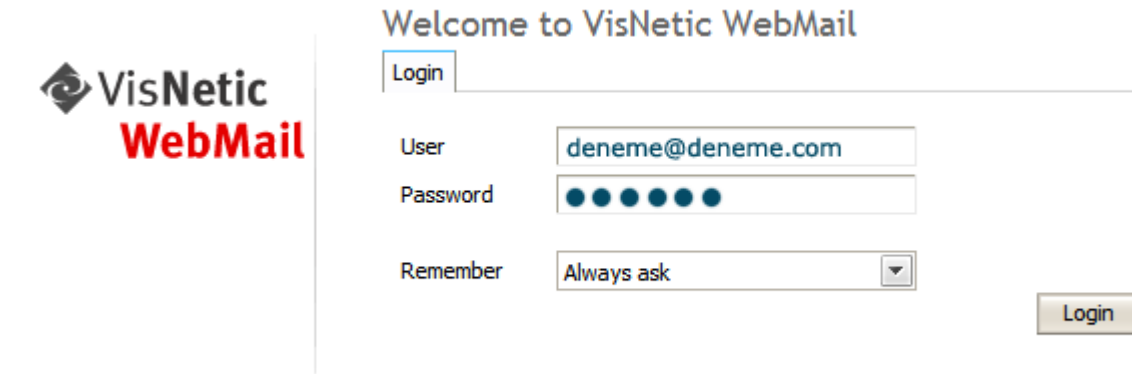 Welcome to VisNetic WebMail
Login
VisNetic
WebMail
User deneme@deneme.com
Password ●●●●●●
Remember Always ask
Login